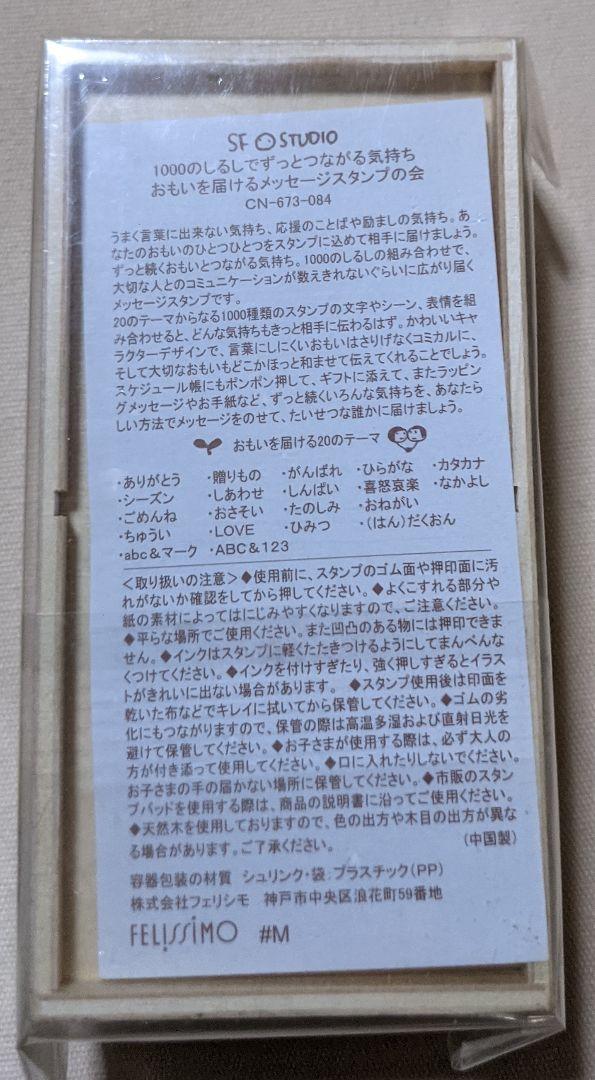 SF STUDIO
1000のしるしでずっとつながる気持ち
おもいを届けるメッセージスタンプの会
CN-673-084
うまく言葉に出来ない気持ち、応援のことばや励ましの気持ち。あ
なたのおもいのひとつひとつをスタンプに込めて相手に届けましょう。
ずっと続くおもいとつながる気持ち。1000のしるしの組み合わせで、
大切な人とのコミュニケーションが数えきれないぐらいに広がり届く
メッセージスタンプです。
20のテーマからなる1000種類のスタンプの文字やシーン、表情を組
み合わせると、どんな気持ちもきっと相手に伝わるはず。かわいいキャ
ラクターデザインで、言葉にしにくいおもいはさりげなくコミカルに、
そして大切なおもいもどこかほっと和ませて伝えてくれることでしょう。
スケジュール帳にもポンポン押して、ギフトに添えて、またラッピン
グメッセージやお手紙など、ずっと続くいろんな気持ちを、あなたら
しい方法でメッセージをのせて、たいせつな誰かに届けましょう。
おもいを届ける20のテーマ
・ありがとう ・贈りもの ・がんばれ ・ひらがな ・カタカナ
・シーズン ・しあわせ ・しんぱい ・喜怒哀楽 ・なかよし
・ごめんね ・おさそい ・たのしみ ・おねがい
・ちゅうい ・LOVE ・ひみつ ・(はん)だくおん
・abc&マーク ・ABC&123
<取り扱いの注意>◆使用前に、スタンプのゴム面や押印面に汚
れがないか確認をしてから押してください。◆よくこすれる部分や
紙の素材によってはにじみやすくなりますので、ご注意ください。
◆平らな場所でご使用ください。また凹凸のある物には押印できま
せん。◆インクはスタンプに軽くたたきつけるようにしてまんべんな
くつけてください。◆インクを付けすぎたり、強く押しすぎるとイラス
トがきれいに出ない場合があります。 ◆スタンプ使用後は印面を
乾いた布などでキレイに拭いてから保管してください。◆ゴムの劣
化にもつながりますので、保管の際は高温多湿および直射日光を
避けて保管してください。◆お子さまが使用する際は、必ず大人の
方が付き添って使用してください。◆口に入れたりしないでください。
お子さまの手の届かない場所に保管してください。◆市販のスタン
プパッドを使用する際は、商品の説明書に沿ってご使用ください。
◆天然木を使用しておりますので、色の出方や木目の出方が異な
る場合があります。ご了承ください。 (中国製)
容器包装の材質 シュリンク・袋:プラスチック(PP)
株式会社フェリシモ 神戸市中央区浪花町59番地
FELISSIMO #M